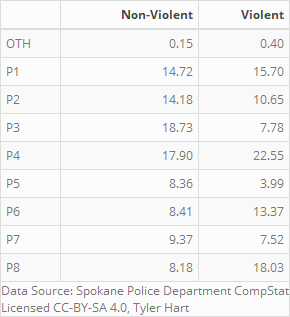 Non-Violent Violent
OTH 0.15 0.40
P1 14.72 15.70
P2 14.18 10.65
P3 18.73 7.78
P4 17.90 22.55
P5 8.36 3.99
P6 8.41 13.37
P7 9.37 7.52
P8 8.18 18.03
Data Source: Spokane Police Department CompStat
Licensed CC-BY-SA 4.0, Tyler Hart